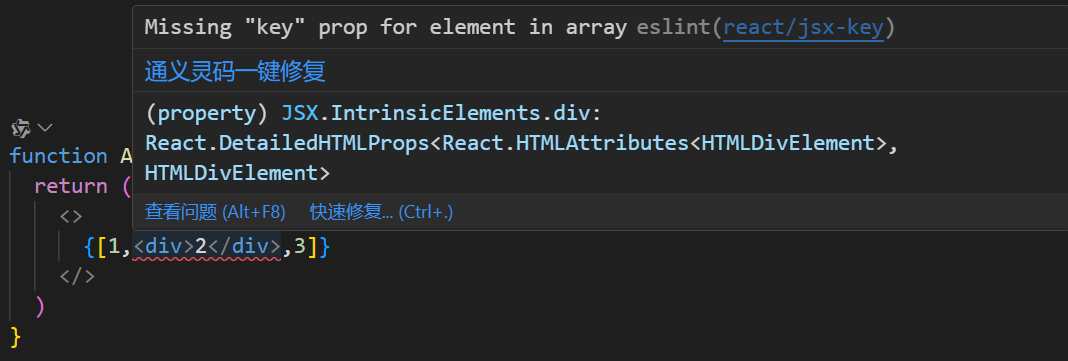 Missing "key" prop for element in array eslint(react/jsx-key)
通义灵码一键修复
(property) JSX.IntrinsicElements.div:
React.DetailedHTMLProps<React.HTMLAttributes<HTMLDivElement>,
HTMLDivElement>
查看问题 (Alt+F8) 快速修复... (Ctrl+.)
function A
return (
<>
{[1,<div>2</div>,3]}
</>
)
}